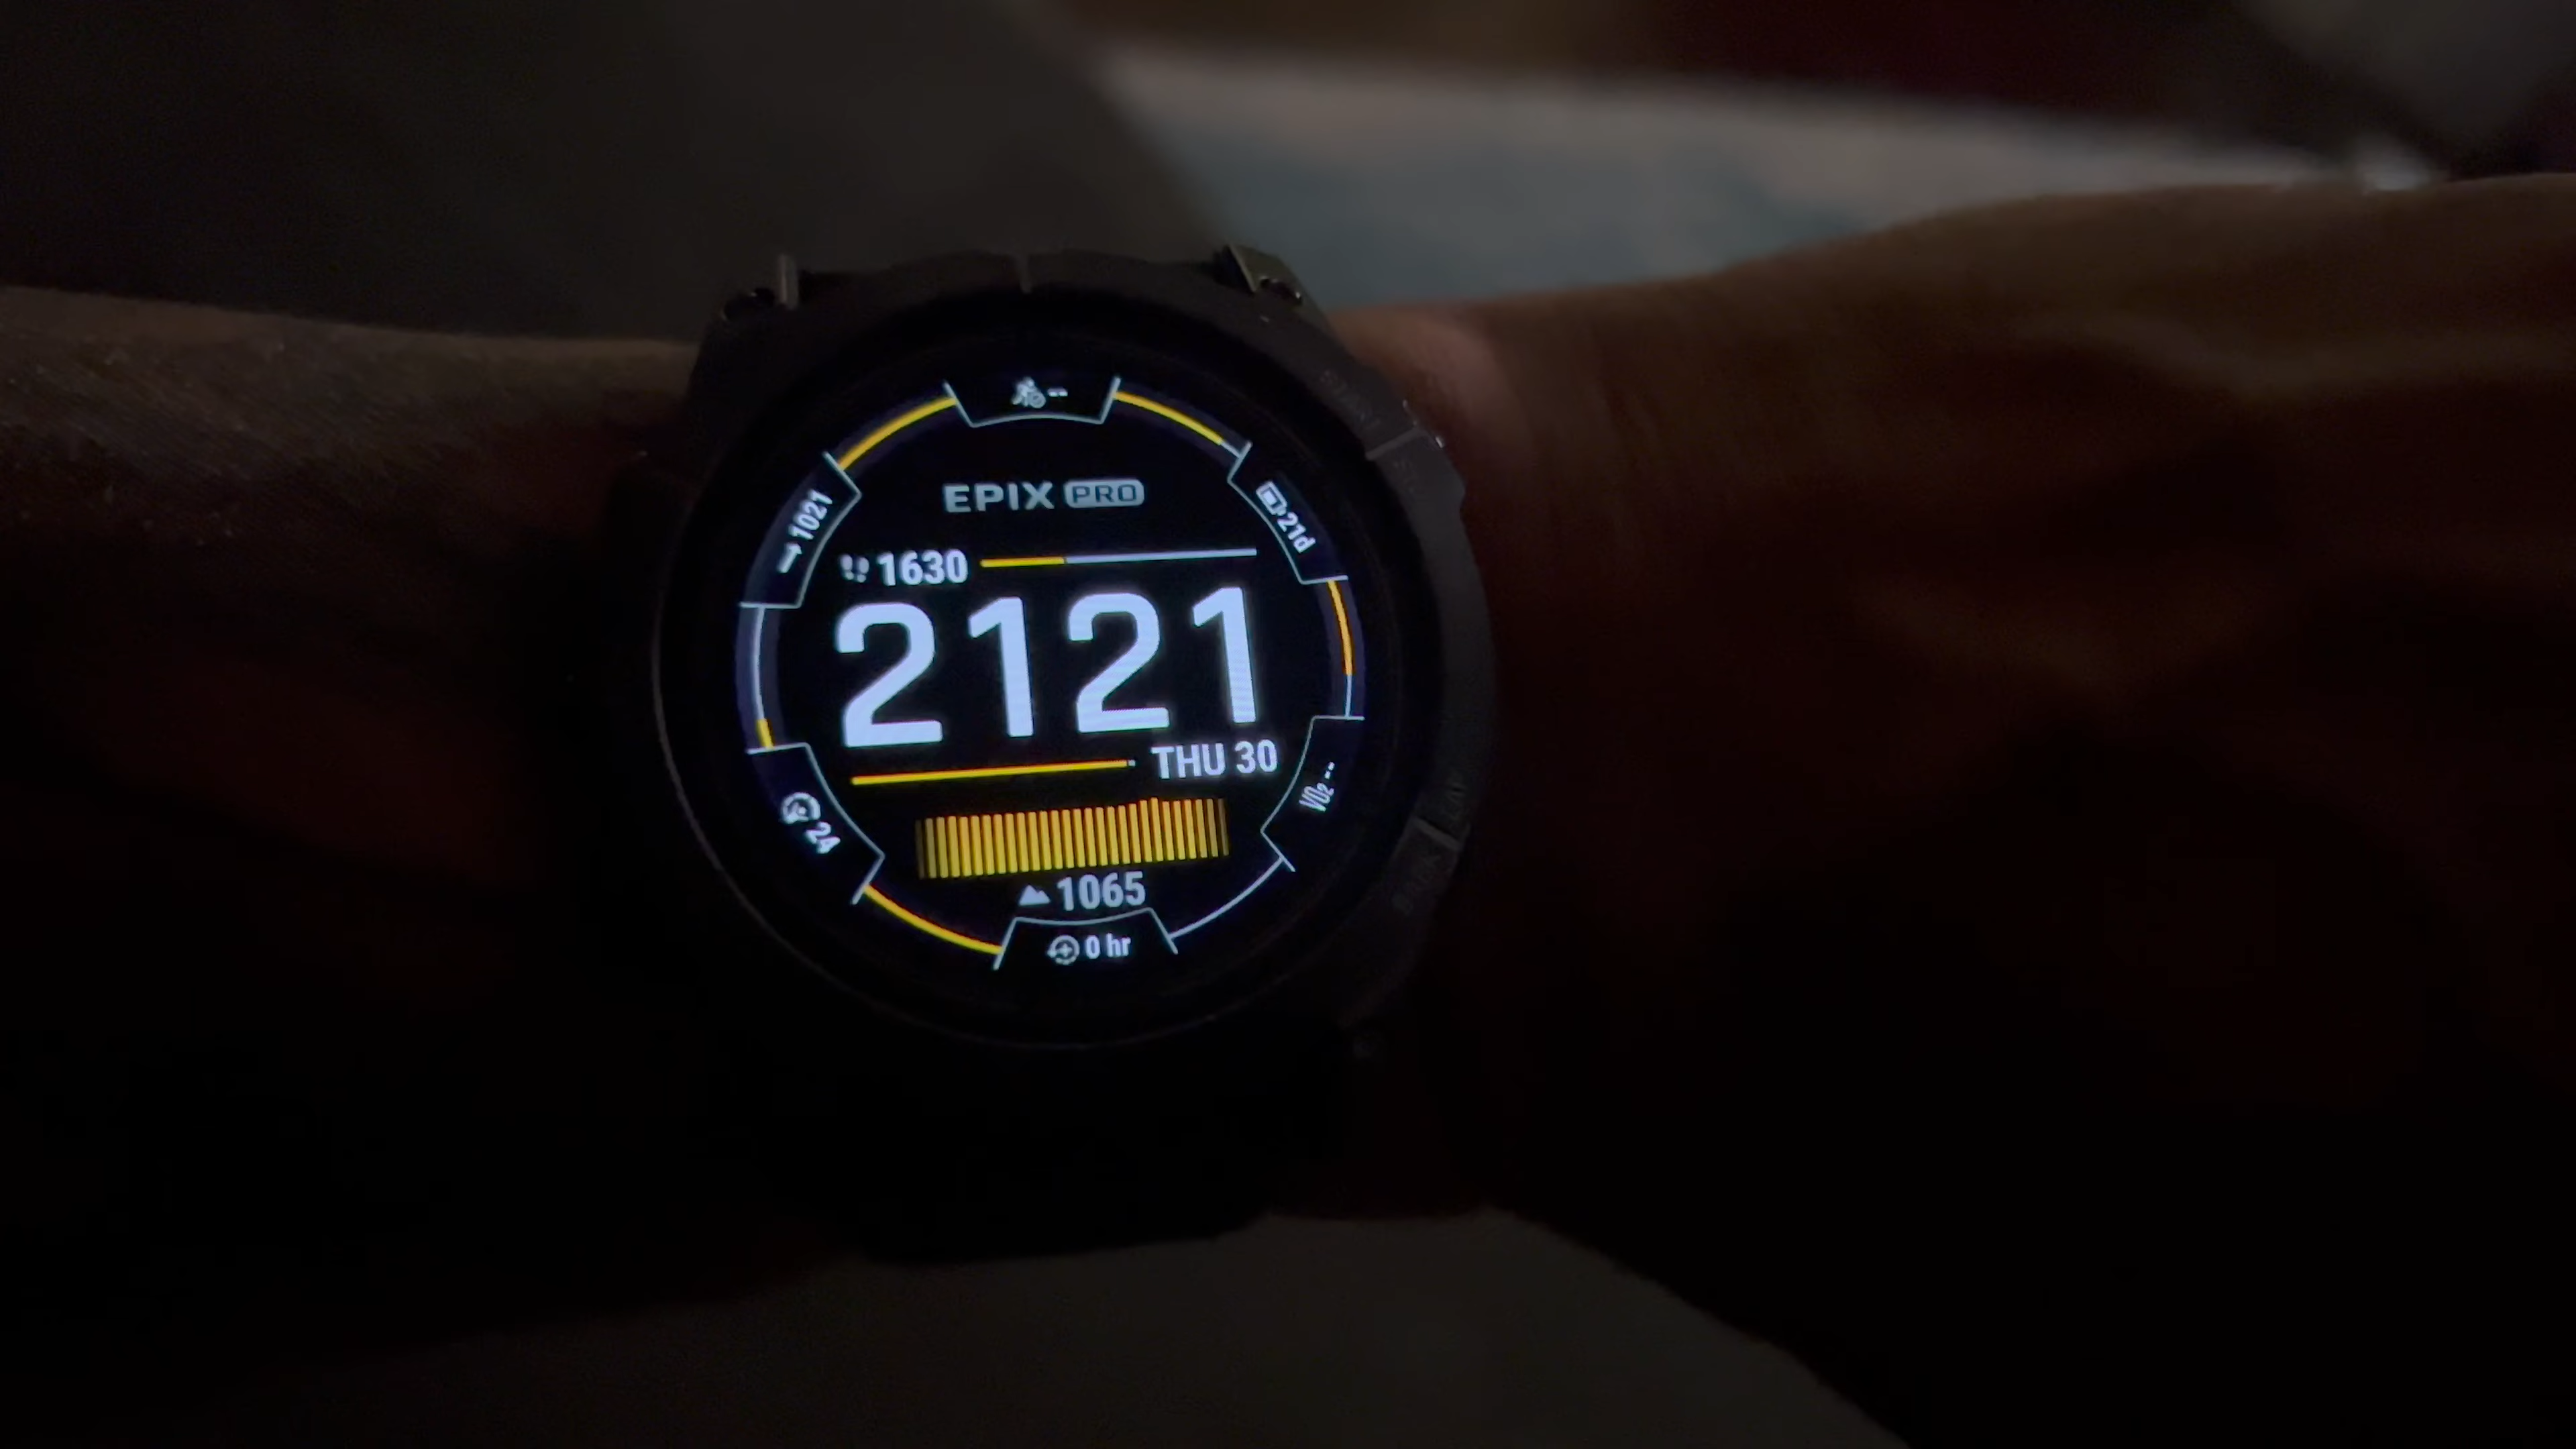 --
EPIX PRO
1021
21d
1630
2121
THU 30
24
VO₂--
1065
0 hr